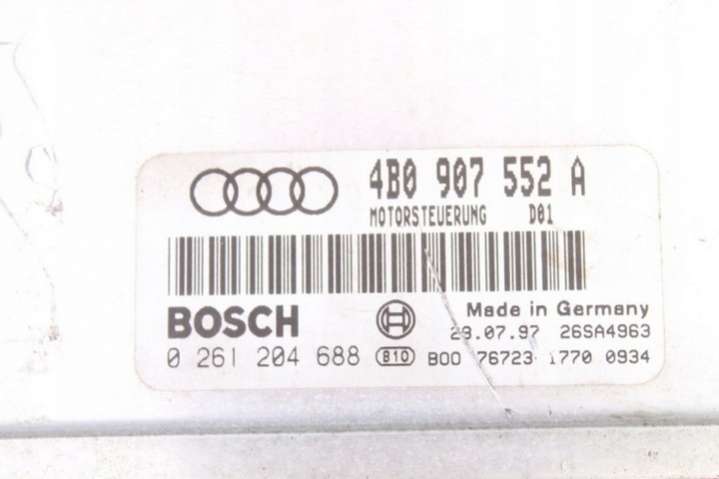 4B0 907 552 A
MOTORSTEUERUNG D01
BOSCH
Made in Germany
28.07.97 26SA4963
0 261 204 688 B10 B00 76723 1770 0934